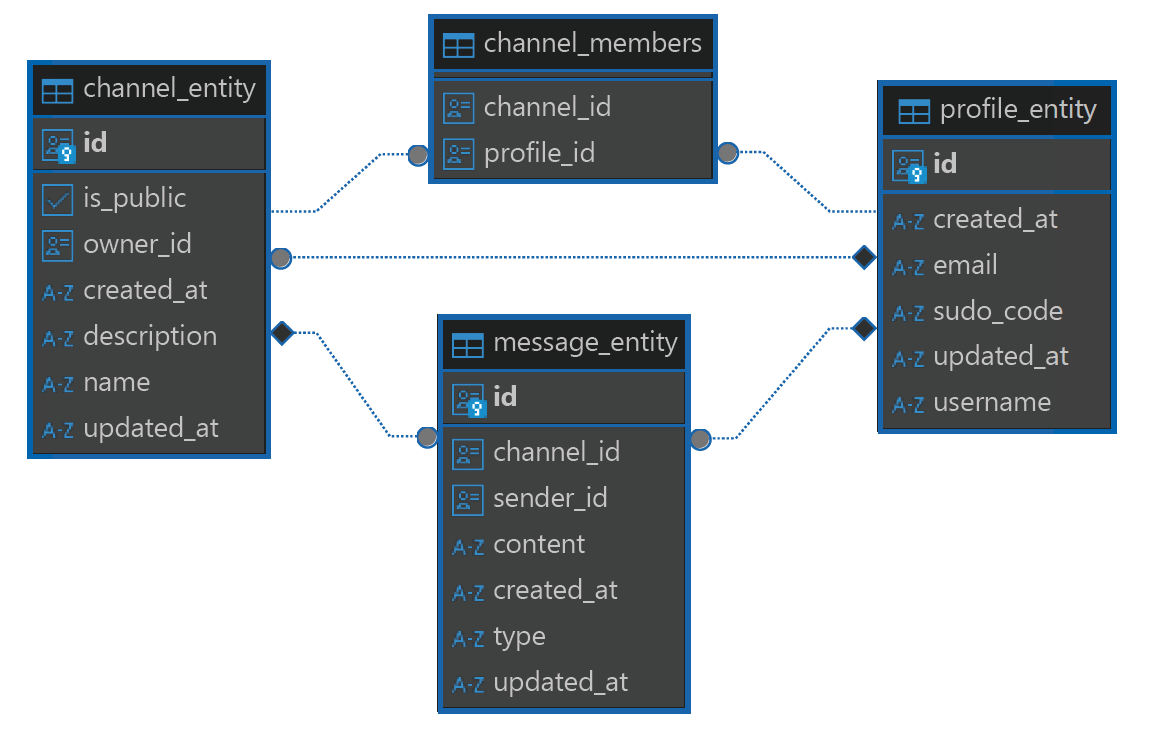 channel_members
channel_id
profile_id
channel_entity
id
is_public
owner_id
A-Z created_at
A-Z description
A-Z name
A-Z updated_at
profile_entity
id
A-Z created_at
A-Z email
A-Z sudo_code
A-Z updated_at
A-Z username
message_entity
id
channel_id
sender_id
A-Z content
A-Z created_at
A-Z type
A-Z updated_at